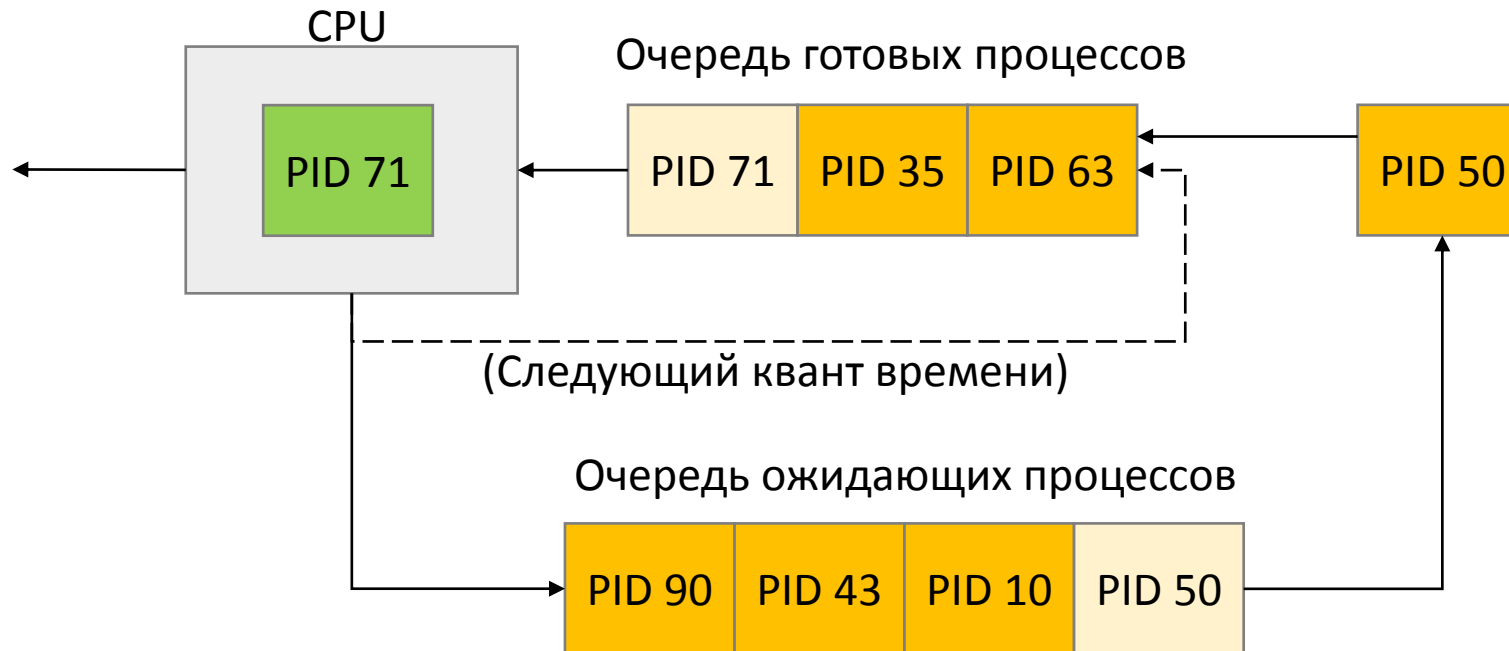 CPU
Очередь готовых процессов
PID 71
PID 71
PID 35
PID 63
PID 50
(Следующий квант времени)
Очередь ожидающих процессов
PID 90
PID 43
PID 10
PID 50